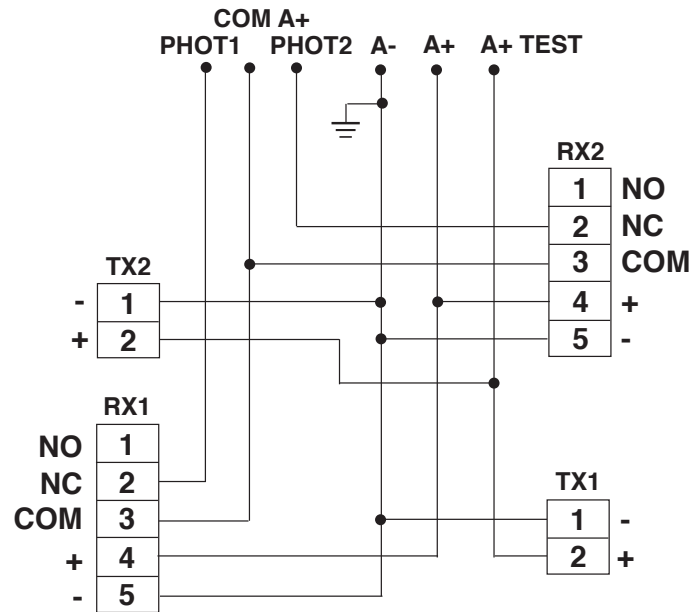 COM A+
PHOT1 PHOT2 A- A+ A+ TEST
RX2
1 NO
2 NC
3 COM
4 +
5 -
TX2
- 1
+ 2
RX1
NO 1
NC 2
COM 3
+ 4
- 5
TX1
1 -
2 +